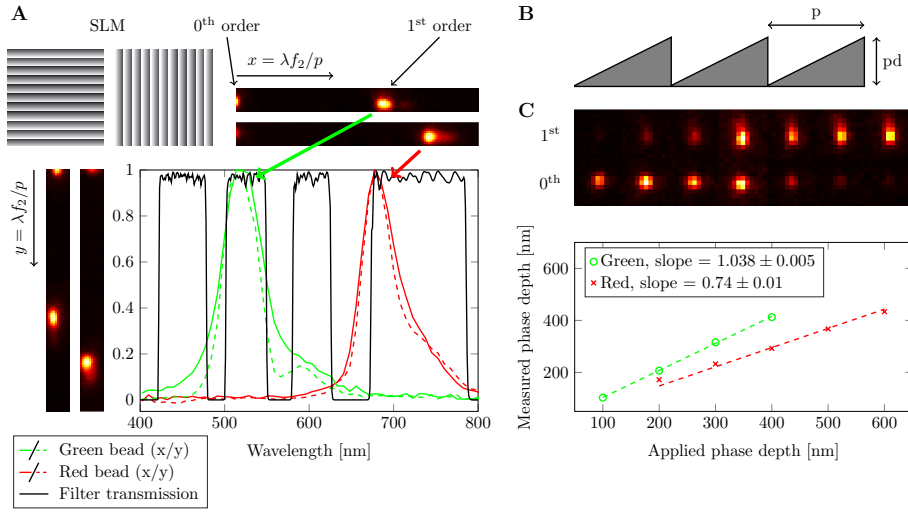 A
SLM
0th order
1st order
x = λf2/p
y = λf2/p
1
0.8
0.6
0.4
0.2
0
400 500 600 700 800
Wavelength [nm]
Green bead (x/y)
Red bead (x/y)
Filter transmission
B
p
pd
C
1st
0th
Measured phase depth [nm]
600
400
200
Green, slope = 1.038 ± 0.005
Red, slope = 0.74 ± 0.01
100 200 300 400 500 600
Applied phase depth [nm]